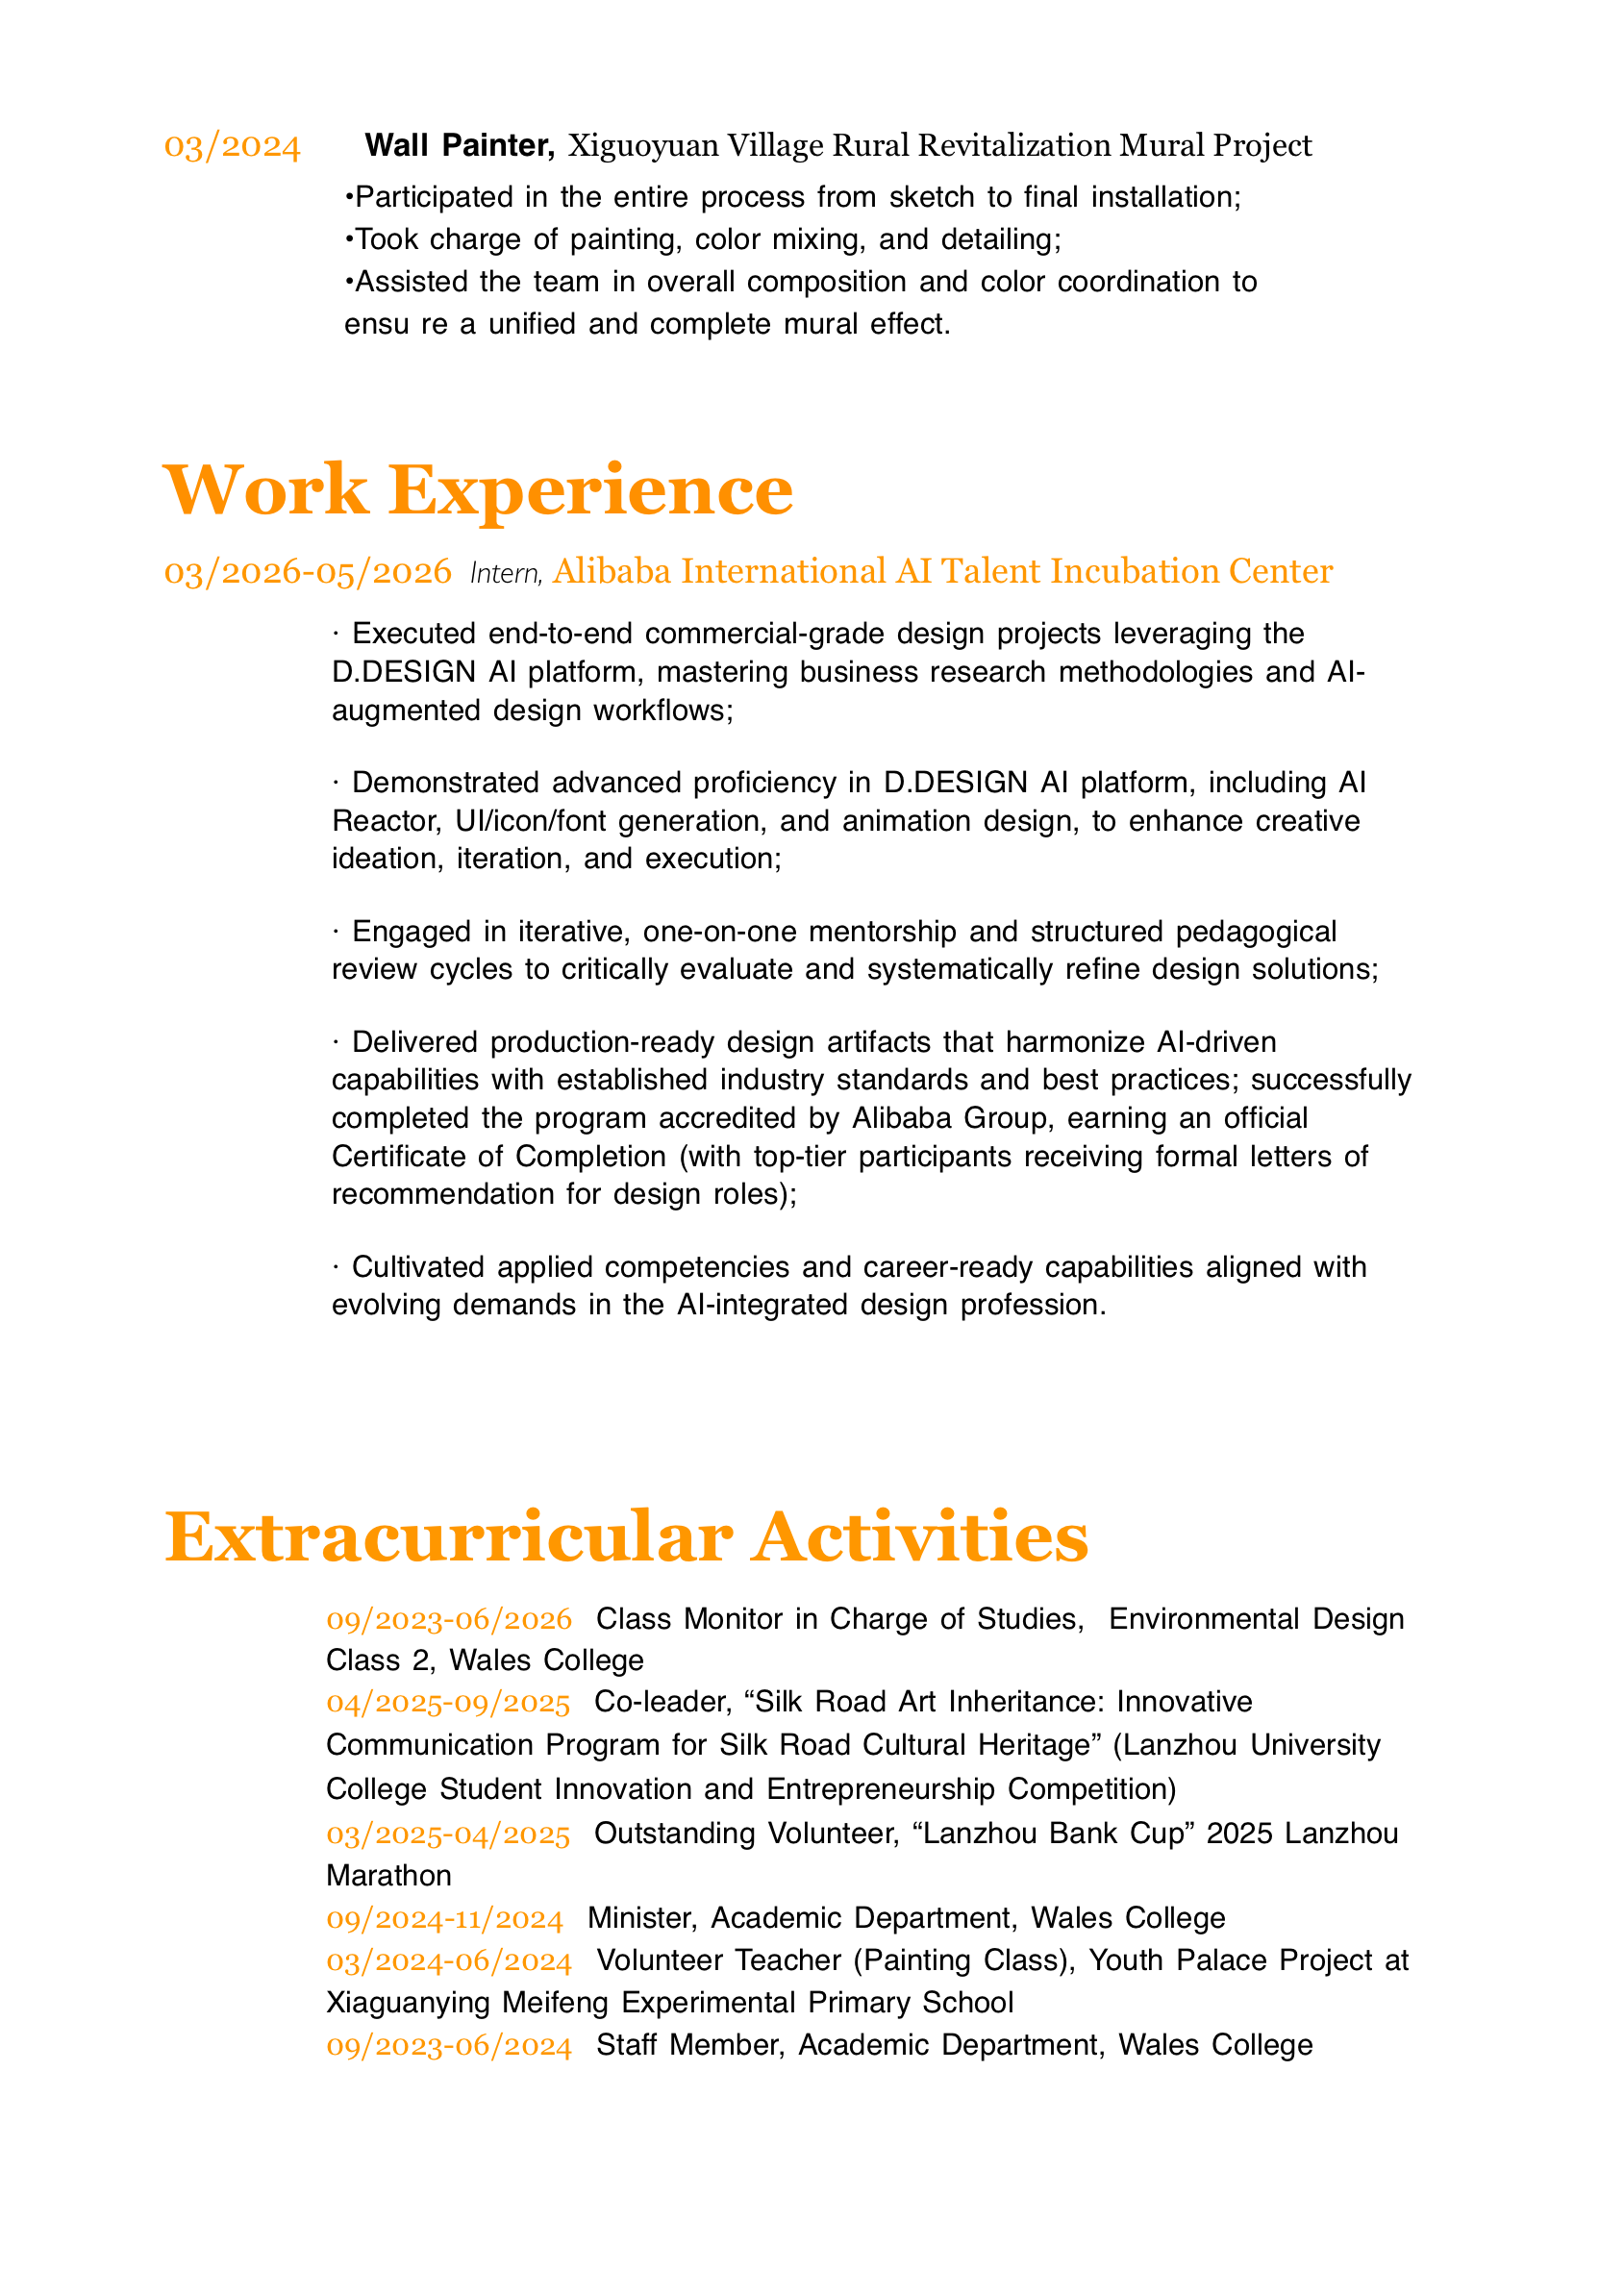 03/2024 Wall Painter, Xiguoyuan Village Rural Revitalization Mural Project
•Participated in the entire process from sketch to final installation;
•Took charge of painting, color mixing, and detailing;
•Assisted the team in overall composition and color coordination to
ensu re a unified and complete mural effect.
Work Experience
03/2026-05/2026 Intern, Alibaba International AI Talent Incubation Center
· Executed end-to-end commercial-grade design projects leveraging the
D.DESIGN AI platform, mastering business research methodologies and AI-
augmented design workflows;
· Demonstrated advanced proficiency in D.DESIGN AI platform, including AI
Reactor, UI/icon/font generation, and animation design, to enhance creative
ideation, iteration, and execution;
· Engaged in iterative, one-on-one mentorship and structured pedagogical
review cycles to critically evaluate and systematically refine design solutions;
· Delivered production-ready design artifacts that harmonize AI-driven
capabilities with established industry standards and best practices; successfully
completed the program accredited by Alibaba Group, earning an official
Certificate of Completion (with top-tier participants receiving formal letters of
recommendation for design roles);
· Cultivated applied competencies and career-ready capabilities aligned with
evolving demands in the AI-integrated design profession.
Extracurricular Activities
09/2023-06/2026 Class Monitor in Charge of Studies, Environmental Design
Class 2, Wales College
04/2025-09/2025 Co-leader, “Silk Road Art Inheritance: Innovative
Communication Program for Silk Road Cultural Heritage” (Lanzhou University
College Student Innovation and Entrepreneurship Competition)
03/2025-04/2025 Outstanding Volunteer, “Lanzhou Bank Cup” 2025 Lanzhou
Marathon
09/2024-11/2024 Minister, Academic Department, Wales College
03/2024-06/2024 Volunteer Teacher (Painting Class), Youth Palace Project at
Xiaguanying Meifeng Experimental Primary School
09/2023-06/2024 Staff Member, Academic Department, Wales College